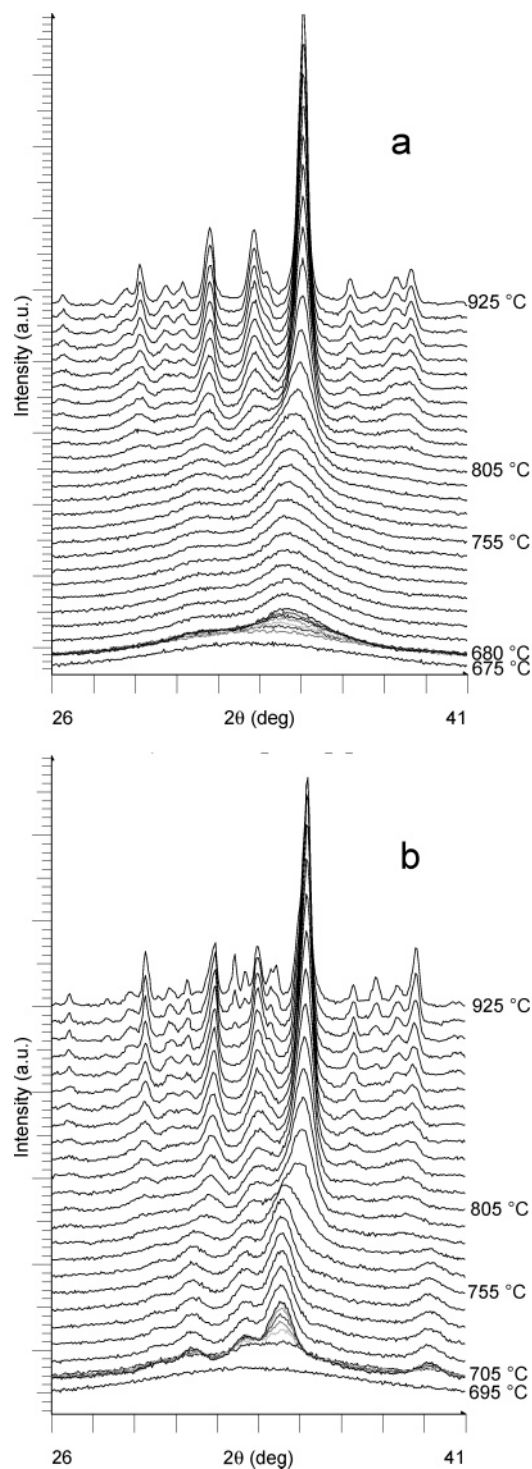 a
Intensity (a.u.)
925 °C
805 °C
755 °C
680 °C
675 °C
26 2θ (deg) 41
b
Intensity (a.u.)
925 °C
805 °C
755 °C
705 °C
695 °C
26 2θ (deg) 41